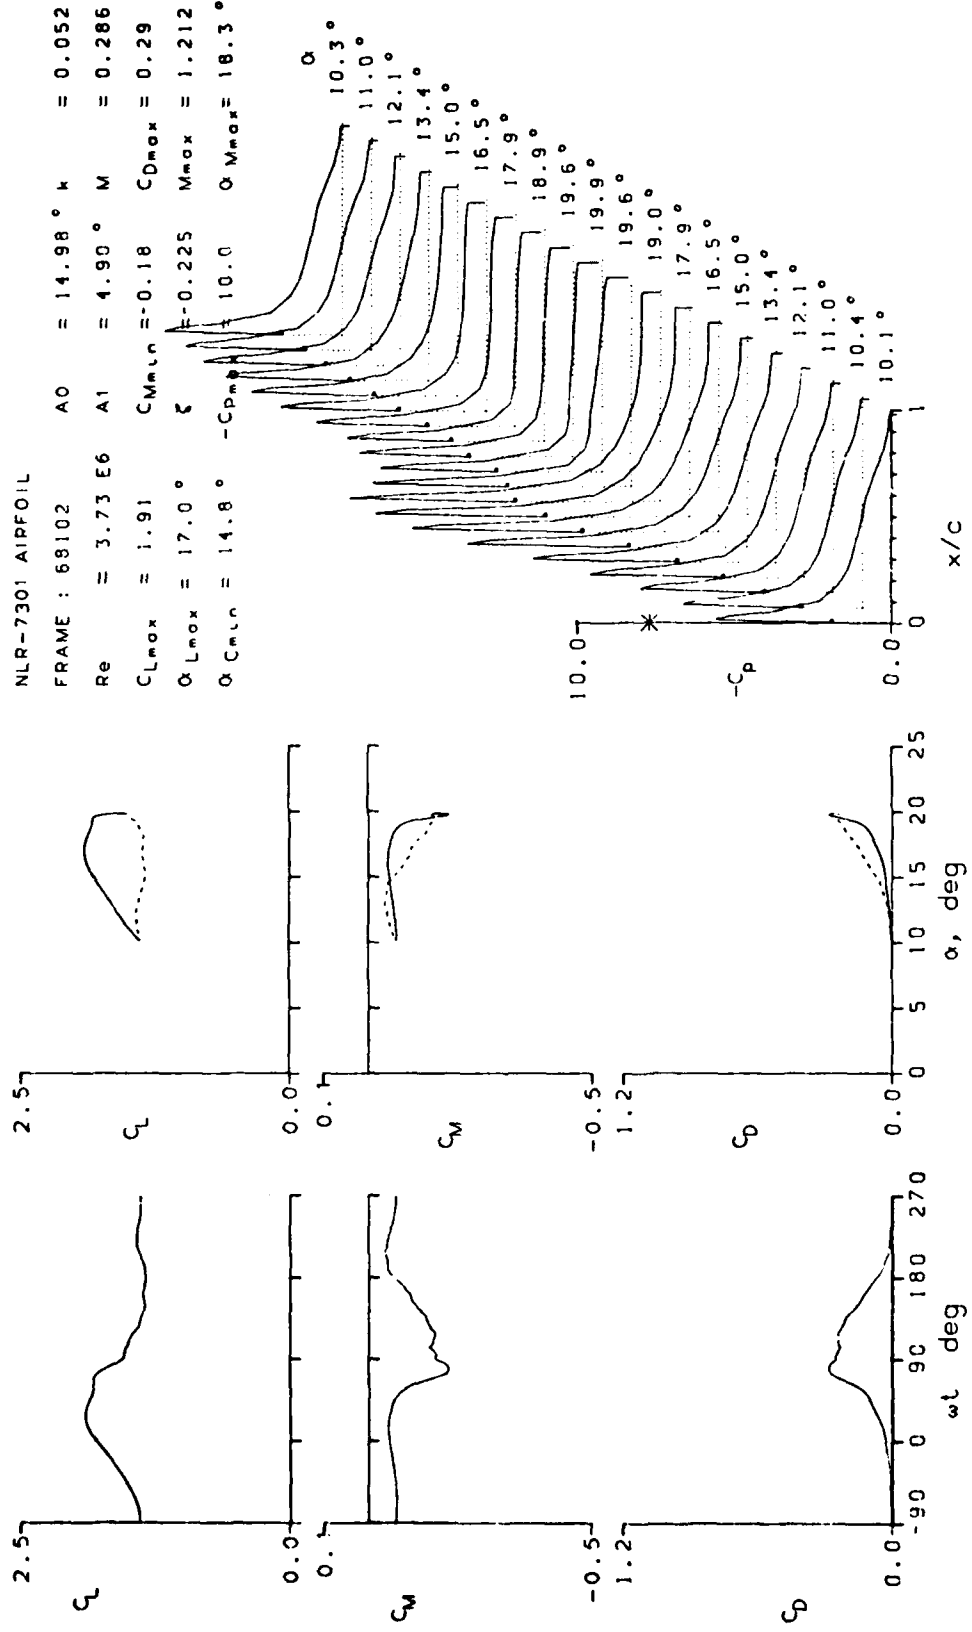 NLR-7301 AIRFOIL
FRAME : 68102 A0 = 14.98° k = 0.052
Re = 3.73 E6 A1 = 4.90° M = 0.286
CLmax = 1.91 CMmin =-0.18 CDmax = 0.29
αLmax = 17.0° ζ =-0.225 Mmax = 1.212
αCmin = 14.8° -CPm = 10.0 αMmax= 18.3°
2.5
CL
0.0
0.1
CM
-0.5
1.2
CD
0.0
-90 0 90 180 270
ωt deg
2.5
CL
0.0
0.1
CM
-0.5
1.2
CD
0.0
0 5 10 15 20 25
α, deg
α
10.3°
11.0°
12.1°
13.4°
15.0°
16.5°
17.9°
18.9°
19.6°
19.9°
19.6°
19.0°
17.9°
16.5°
15.0°
13.4°
12.1°
11.0°
10.4°
10.1°
10.0
-Cp
0.0
0 1
x/c